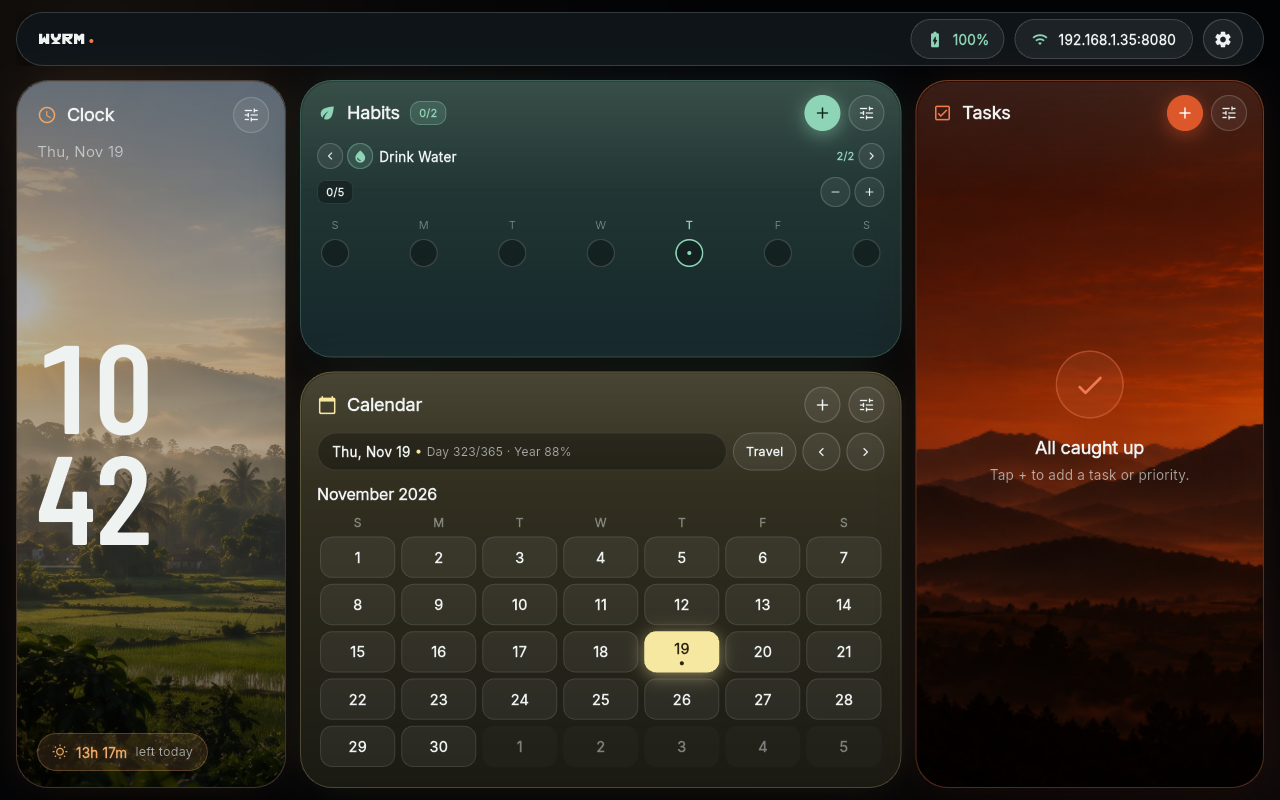 WYRM
100%
192.168.1.35:8080
Clock
Thu, Nov 19
10
42
13h 17m left today
Habits 0/2
Drink Water 2/2
0/5
S M T W T F S
Calendar
Thu, Nov 19 • Day 323/365 · Year 88%
Travel
November 2026
S M T W T F S
1 2 3 4 5 6 7
8 9 10 11 12 13 14
15 16 17 18 19 20 21
22 23 24 25 26 27 28
29 30 1 2 3 4 5
Tasks
All caught up
Tap + to add a task or priority.